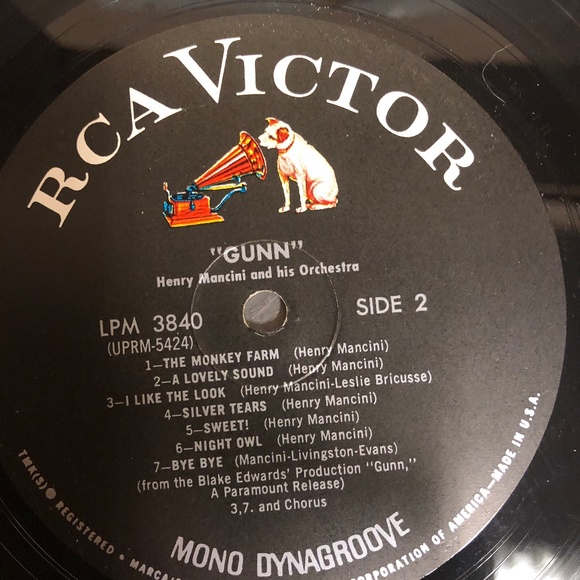 RCA VICTOR
"GUNN"
Henry Mancini and his Orchestra
LPM 3840
SIDE 2
(UPRM-5424)
1—THE MONKEY FARM (Henry Mancini)
2—A LOVELY SOUND (Henry Mancini)
3—I LIKE THE LOOK (Henry Mancini-Leslie Bricusse)
4—SILVER TEARS (Henry Mancini)
5—SWEET! (Henry Mancini)
6—NIGHT OWL (Henry Mancini)
7—BYE BYE (Mancini-Livingston-Evans)
(from the Blake Edwards' Production "Gunn,"
A Paramount Release)
3,7. and Chorus
MONO DYNAGROOVE
TMK(S) ® REGISTERED • MARCA
CORPORATION OF AMERICA—MADE IN U.S.A.